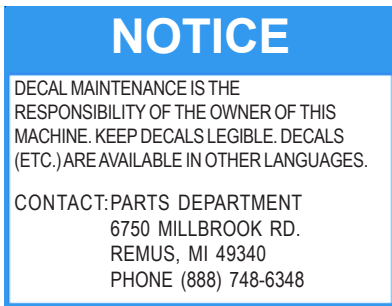 NOTICE
DECAL MAINTENANCE IS THE
RESPONSIBILITY OF THE OWNER OF THIS
MACHINE. KEEP DECALS LEGIBLE. DECALS
(ETC.) ARE AVAILABLE IN OTHER LANGUAGES.
CONTACT: PARTS DEPARTMENT
6750 MILLBROOK RD.
REMUS, MI 49340
PHONE (888) 748-6348